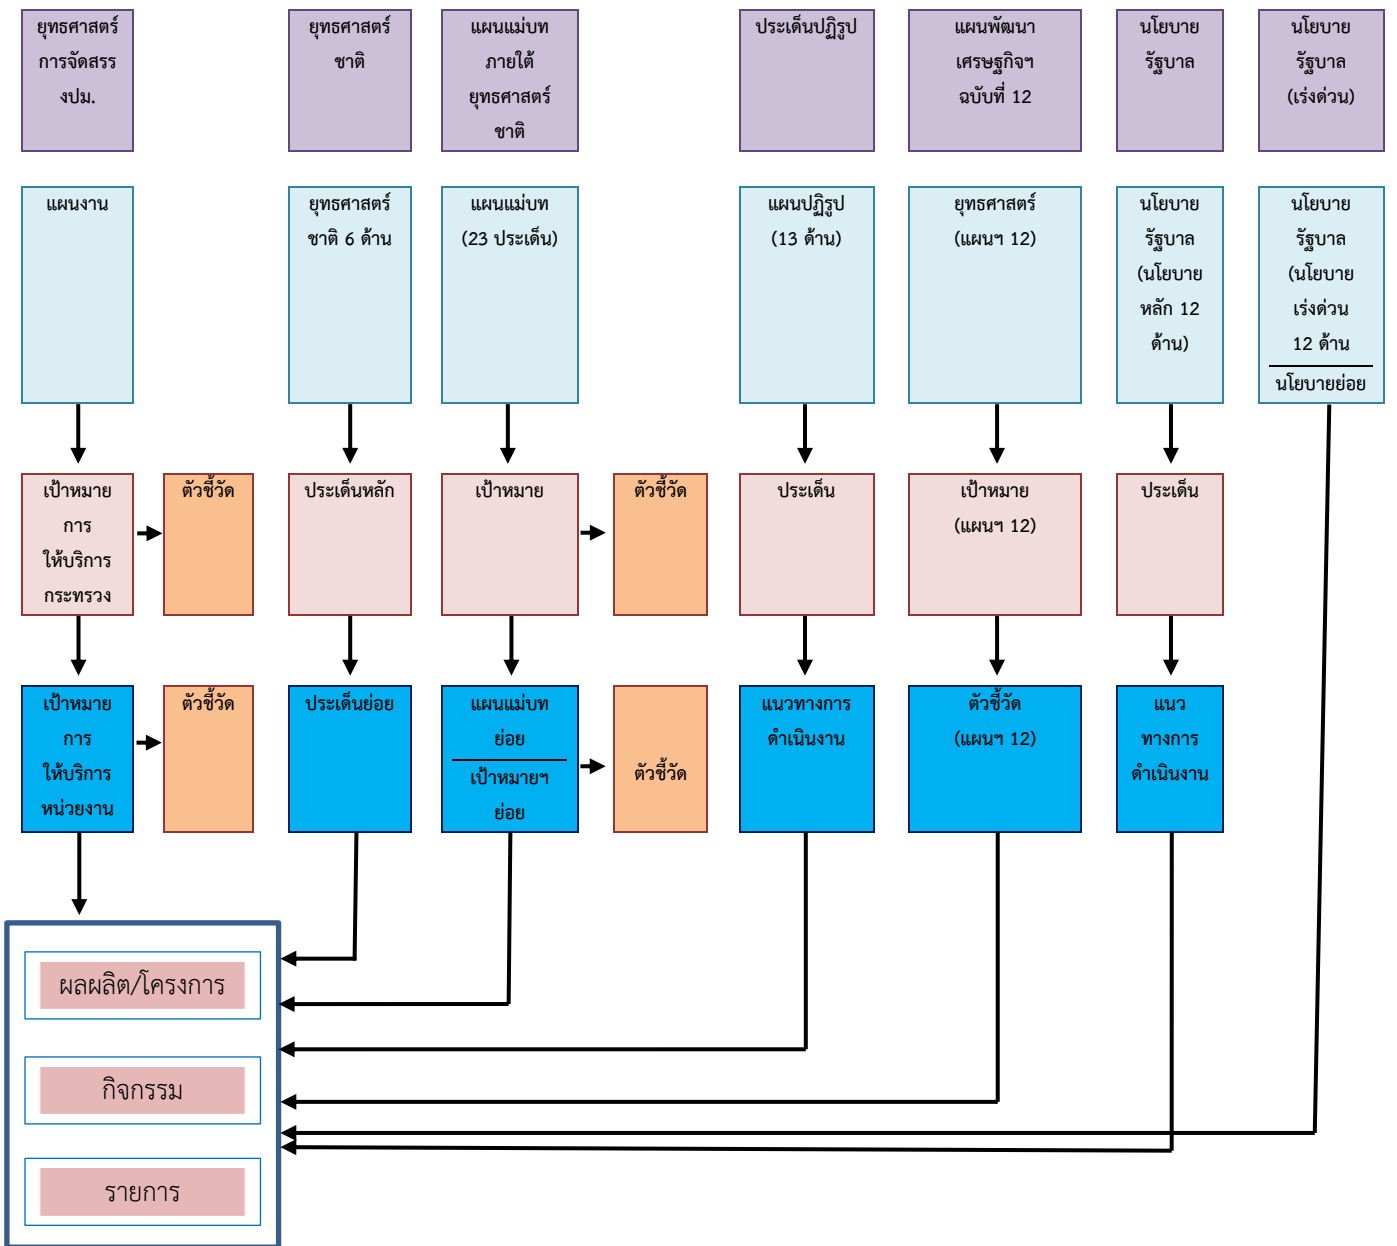 ยุทธศาสตร์
การจัดสรร
งปม.
ยุทธศาสตร์
ชาติ
แผนแม่บท
ภายใต้
ยุทธศาสตร์
ชาติ
ประเด็นปฏิรูป
แผนพัฒนา
เศรษฐกิจฯ
ฉบับที่ 12
นโยบาย
รัฐบาล
นโยบาย
รัฐบาล
(เร่งด่วน)
แผนงาน
ยุทธศาสตร์
ชาติ 6 ด้าน
แผนแม่บท
(23 ประเด็น)
แผนปฏิรูป
(13 ด้าน)
ยุทธศาสตร์
(แผนฯ 12)
นโยบาย
รัฐบาล
(นโยบาย
หลัก 12
ด้าน)
นโยบาย
รัฐบาล
(นโยบาย
เร่งด่วน
12 ด้าน
นโยบายย่อย
เป้าหมาย
การ
ให้บริการ
กระทรวง
ตัวชี้วัด
ประเด็นหลัก
เป้าหมาย
ตัวชี้วัด
ประเด็น
เป้าหมาย
(แผนฯ 12)
ประเด็น
เป้าหมาย
การ
ให้บริการ
หน่วยงาน
ตัวชี้วัด
ประเด็นย่อย
แผนแม่บท
ย่อย
เป้าหมายฯ
ย่อย
ตัวชี้วัด
แนวทางการ
ดำเนินงาน
ตัวชี้วัด
(แผนฯ 12)
แนว
ทางการ
ดำเนินงาน
ผลผลิต/โครงการ
กิจกรรม
รายการ